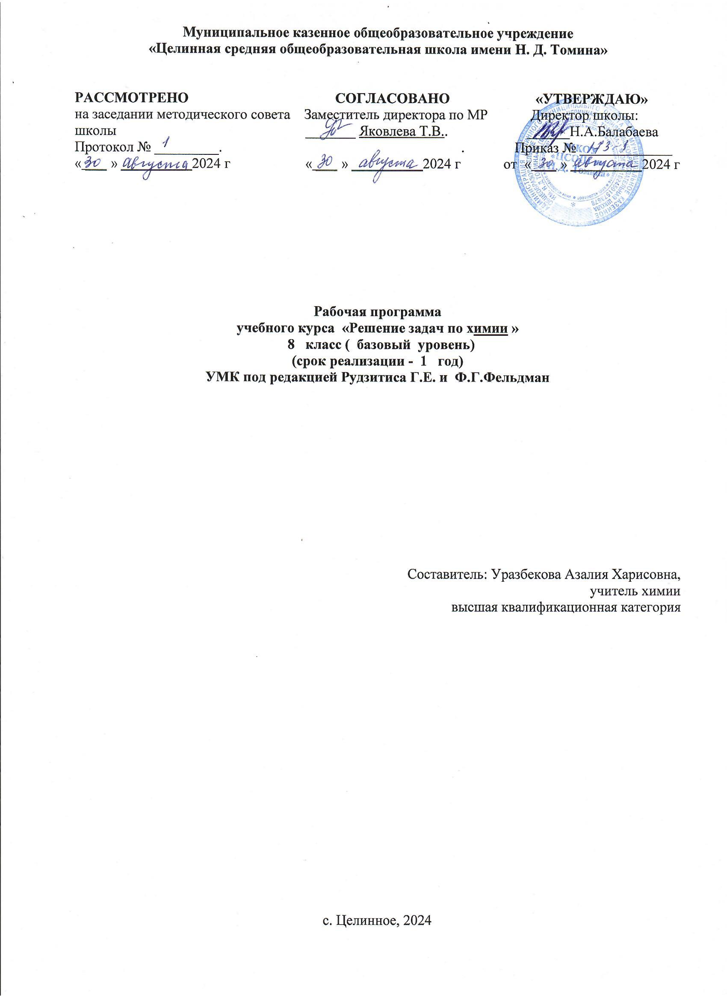 Муниципальное казенное общеобразовательное учреждение
«Целинная средняя общеобразовательная школа имени Н. Д. Томина»
РАССМОТРЕНО
на заседании методического совета
школы
Протокол № 1.
«30» августа 2024 г
СОГЛАСОВАНО
Заместитель директора по МР
Яковлева Т.В..
.
«30» августа 2024 г
«УТВЕРЖДАЮ»
Директор школы:
Н.А.Балабаева
Приказ № 173-1
от «30» августа 2024 г
Рабочая программа
учебного курса «Решение задач по химии »
8 класс ( базовый уровень)
(срок реализации - 1 год)
УМК под редакцией Рудзитиса Г.Е. и Ф.Г.Фельдман
Составитель: Уразбекова Азалия Харисовна,
учитель химии
высшая квалификационная категория
с. Целинное, 2024